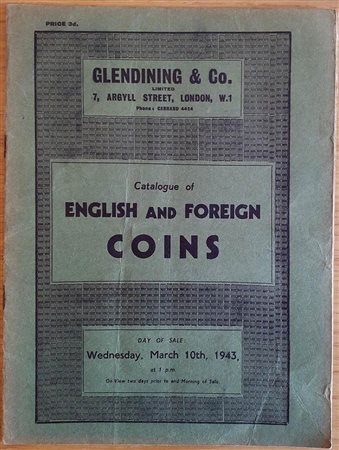 PRICE 3d.
GLENDINING & Co.
LIMITED
7, ARGYLL STREET, LONDON, W.1
Phone: GERRARD 4424
Catalogue of
ENGLISH AND FOREIGN
COINS
DAY OF SALE:
Wednesday, March 10th, 1943,
at 1 p.m.
On View two days prior to and Morning of Sale.